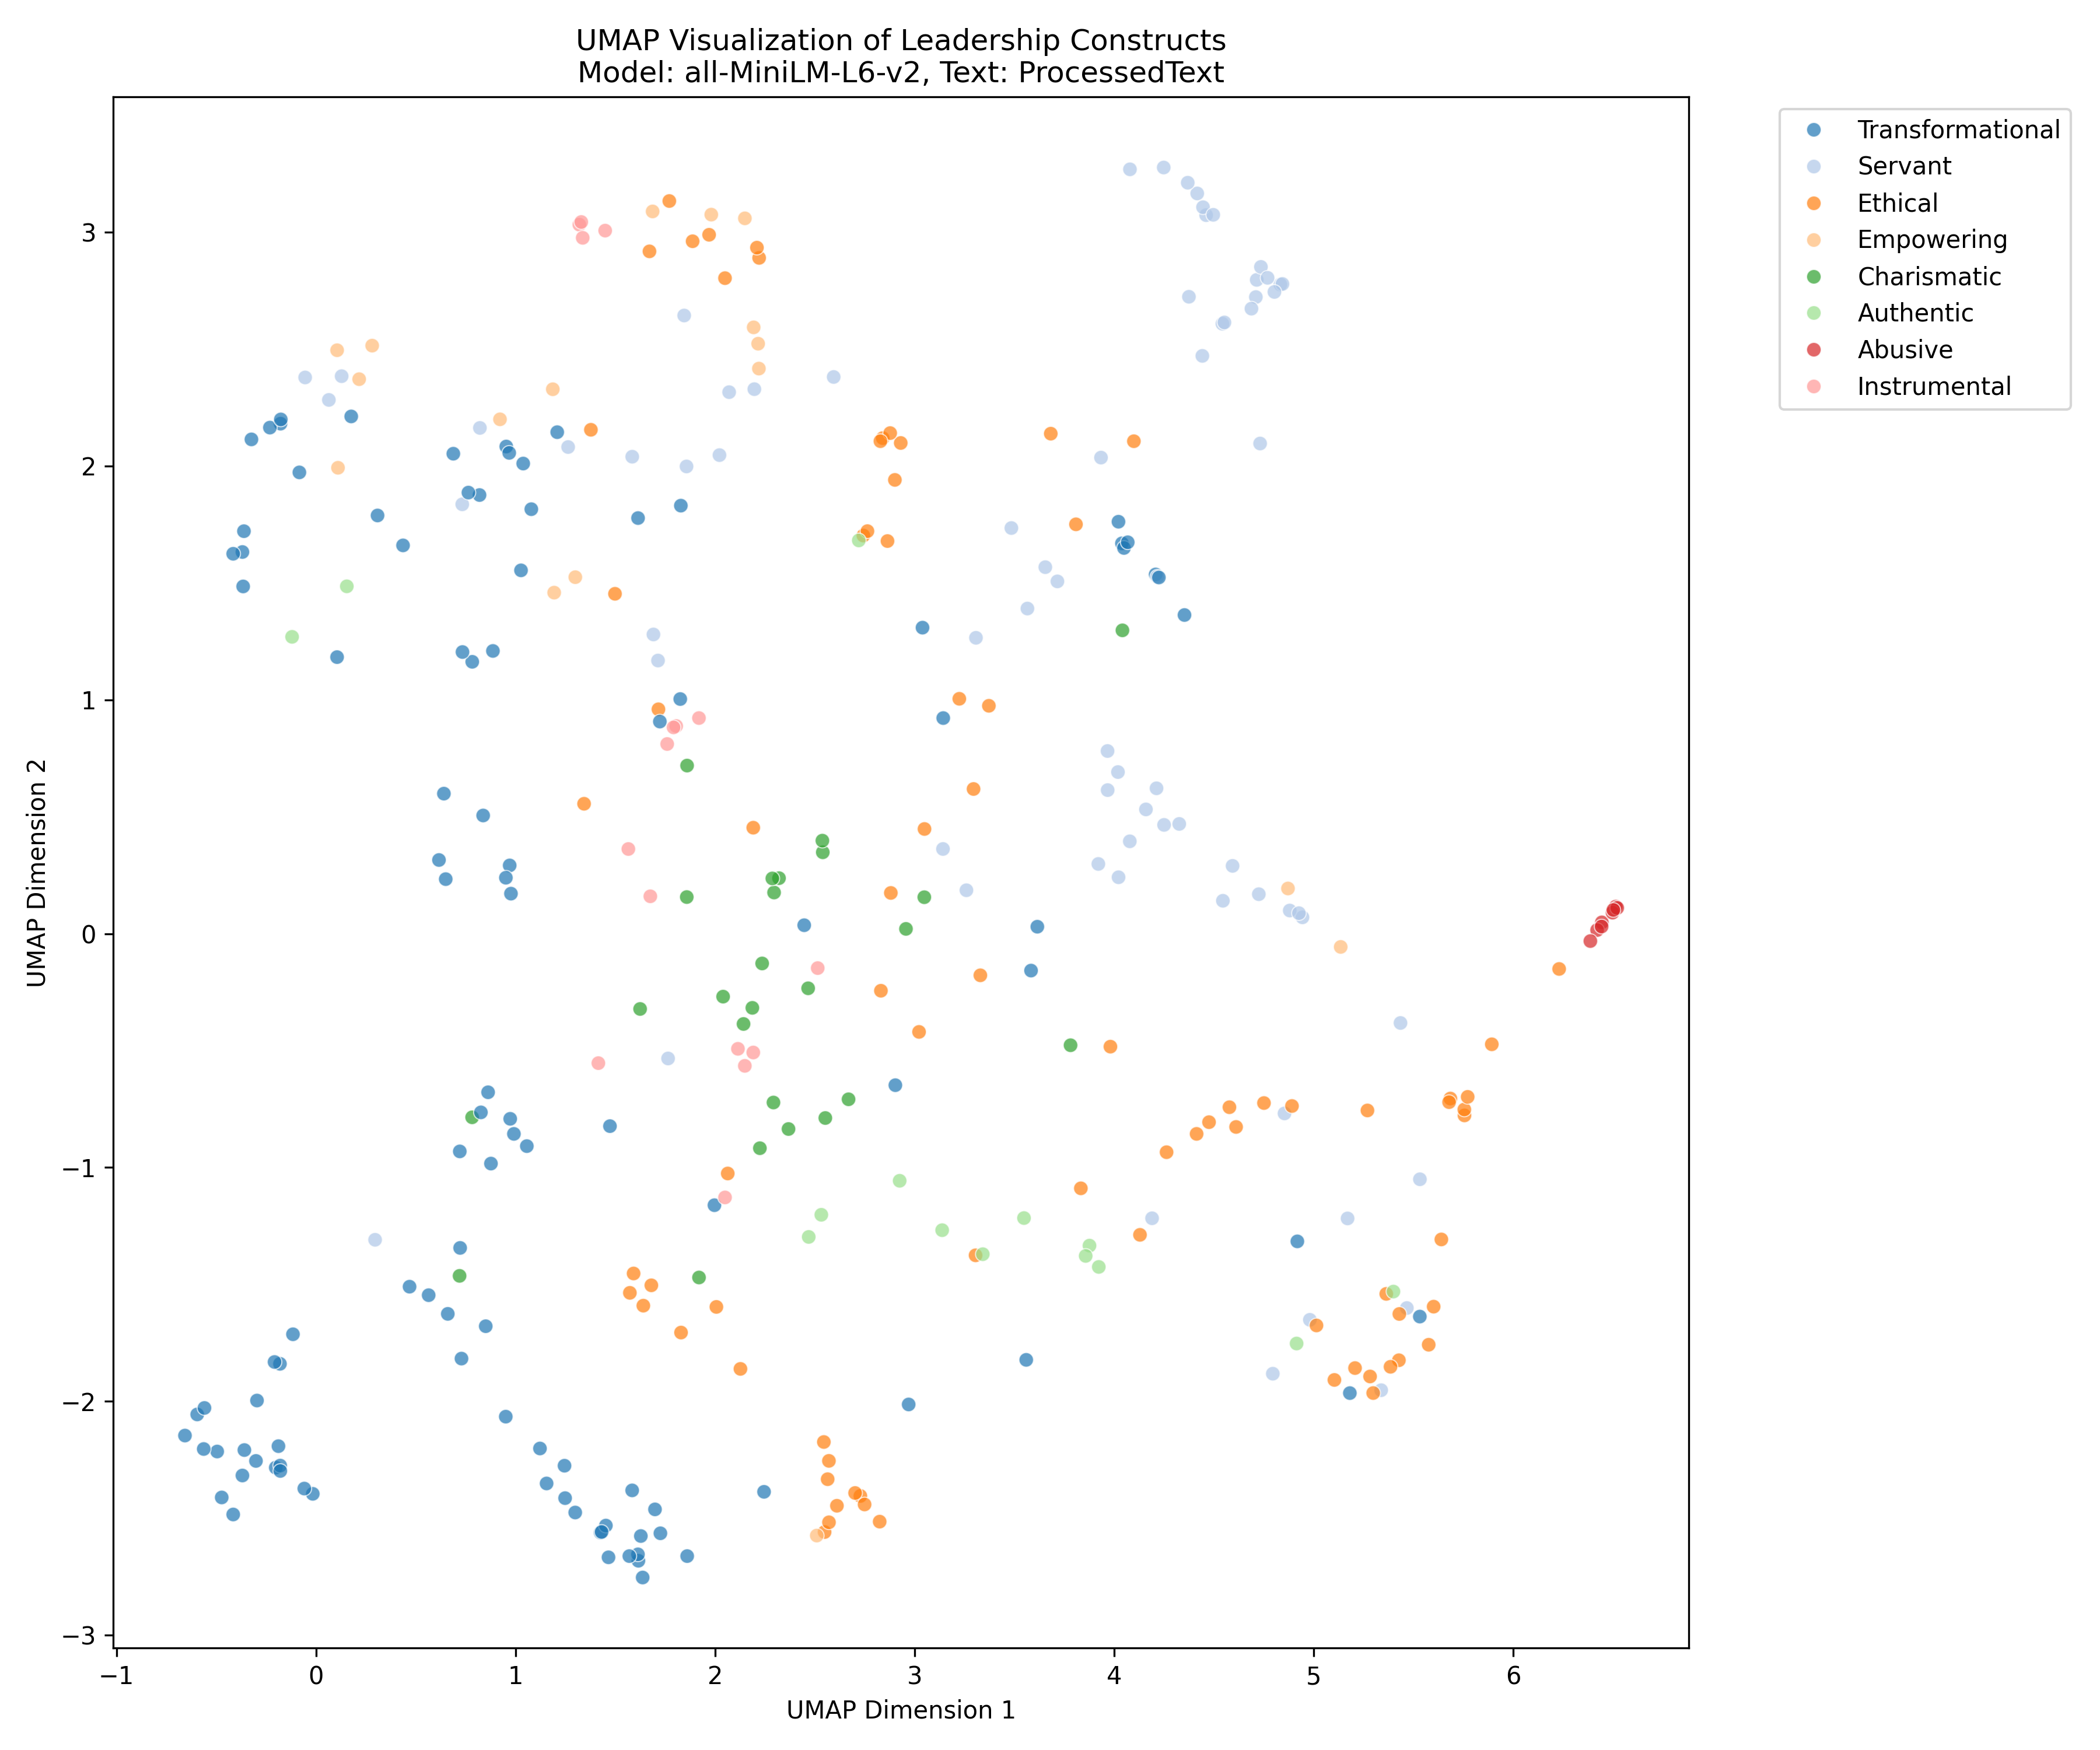 UMAP Visualization of Leadership Constructs
Model: all-MiniLM-L6-v2, Text: ProcessedText
Transformational
Servant
Ethical
Empowering
Charismatic
Authentic
Abusive
Instrumental
UMAP Dimension 2
3
2
1
0
−1
−2
−3
−1 0 1 2 3 4 5 6
UMAP Dimension 1